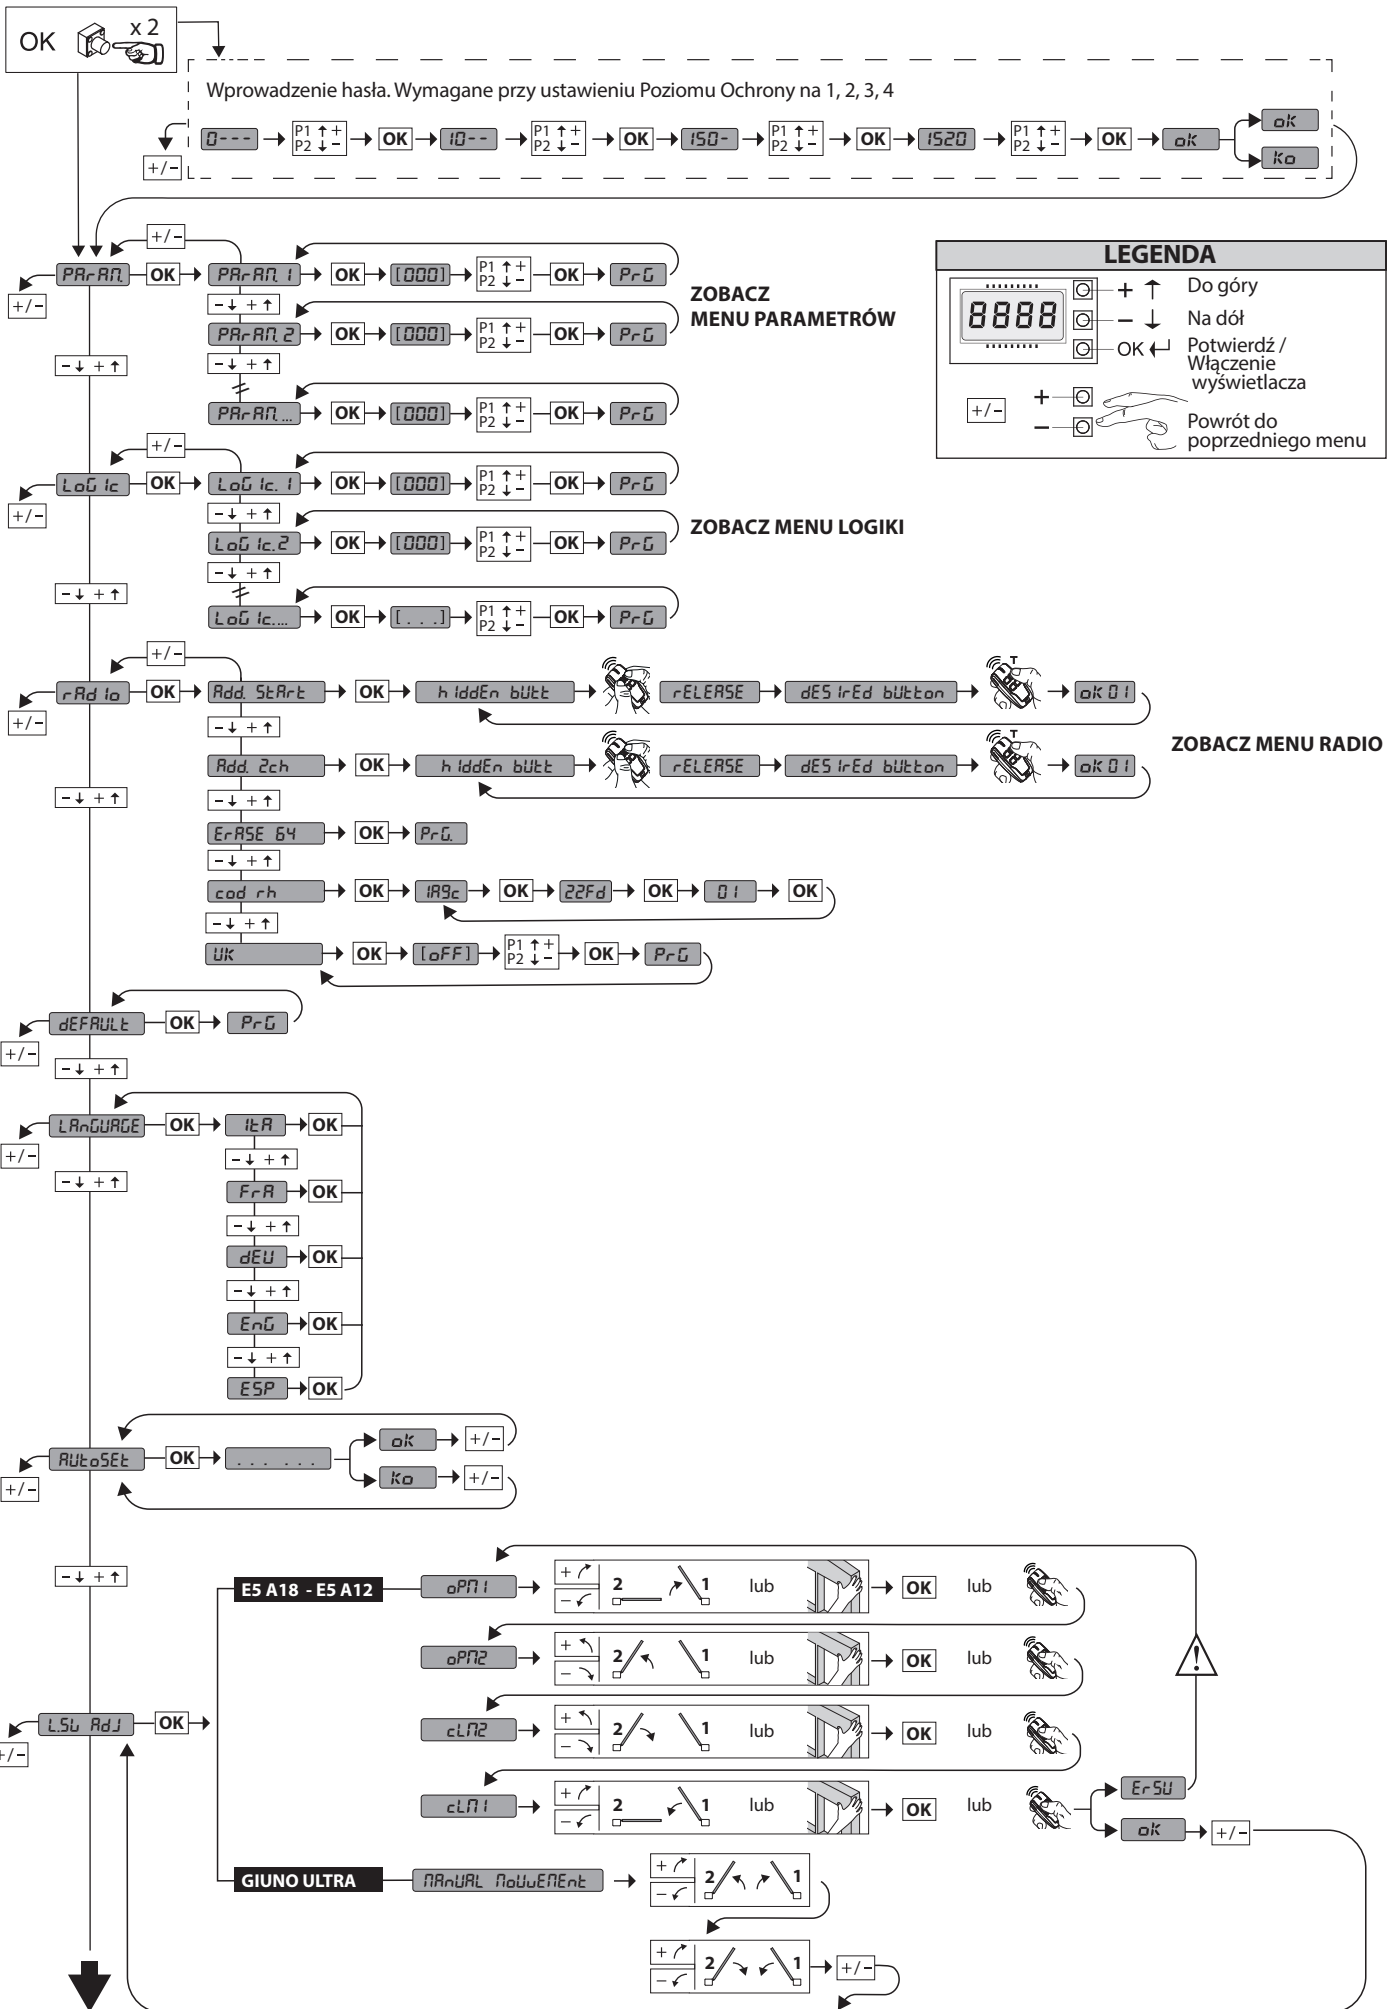 OK x 2
Wprowadzenie hasła. Wymagane przy ustawieniu Poziomu Ochrony na 1, 2, 3, 4
0--- P1 ↑ + P2 ↓ - OK 10-- P1 ↑ + P2 ↓ - OK 150- P1 ↑ + P2 ↓ - OK 1520 P1 ↑ + P2 ↓ - OK oK oK
Ko
+/-
+/-
PArAM. OK PArAM. 1 OK [000] P1 ↑ + P2 ↓ - OK PrG
+/-
- ↓ + ↑
ZOBACZ
MENU PARAMETRÓW
PArAM. 2 OK [000] P1 ↑ + P2 ↓ - OK PrG
- ↓ + ↑
- ↓ + ↑
PArAM. ... OK [000] P1 ↑ + P2 ↓ - OK PrG
LEGENDA
8888
+ ↑ Do góry
- ↓ Na dół
OK Potwierdź /
Włączenie
wyświetlacza
+/- + -
Powrót do
poprzedniego menu
+/-
LoGIc OK LoGIc. 1 OK [000] P1 ↑ + P2 ↓ - OK PrG
+/-
- ↓ + ↑
ZOBACZ MENU LOGIKI
LoGIc.2 OK [000] P1 ↑ + P2 ↓ - OK PrG
- ↓ + ↑
- ↓ + ↑
LoGIc.... OK [. . .] P1 ↑ + P2 ↓ - OK PrG
+/-
rAdIo OK Add. StArt OK hIddEn bUtt rELEASE dESIrEd bUtton T oK 01
+/-
- ↓ + ↑
ZOBACZ MENU RADIO
Add. 2ch OK hIddEn bUtt rELEASE dESIrEd bUtton T oK 01
- ↓ + ↑
- ↓ + ↑
ErASE 64 OK PrG.
- ↓ + ↑
cod rh OK 1A9c OK 22Fd OK 01 OK
- ↓ + ↑
UK OK [oFF] P1 ↑ + P2 ↓ - OK PrG
dEFAULt OK PrG
+/-
- ↓ + ↑
LAnGUAGE OK ItA OK
+/-
- ↓ + ↑
- ↓ + ↑
FrA OK
- ↓ + ↑
dEU OK
- ↓ + ↑
EnG OK
- ↓ + ↑
ESP OK
AUtoSEt OK . . . . . . oK +/-
Ko +/-
+/-
- ↓ + ↑
E5 A18 - E5 A12 oPM1 + - 2 1 lub OK lub
oPM2 + - 2 1 lub OK lub
L.SU AdJ OK
+/-
cLM2 + - 2 1 lub OK lub
cLM1 + - 2 1 lub OK lub
!
ErSU
oK +/-
GIUNO ULTRA MAnUAL MoUvEMEnt + - 2 1
+ - 2 1 +/-